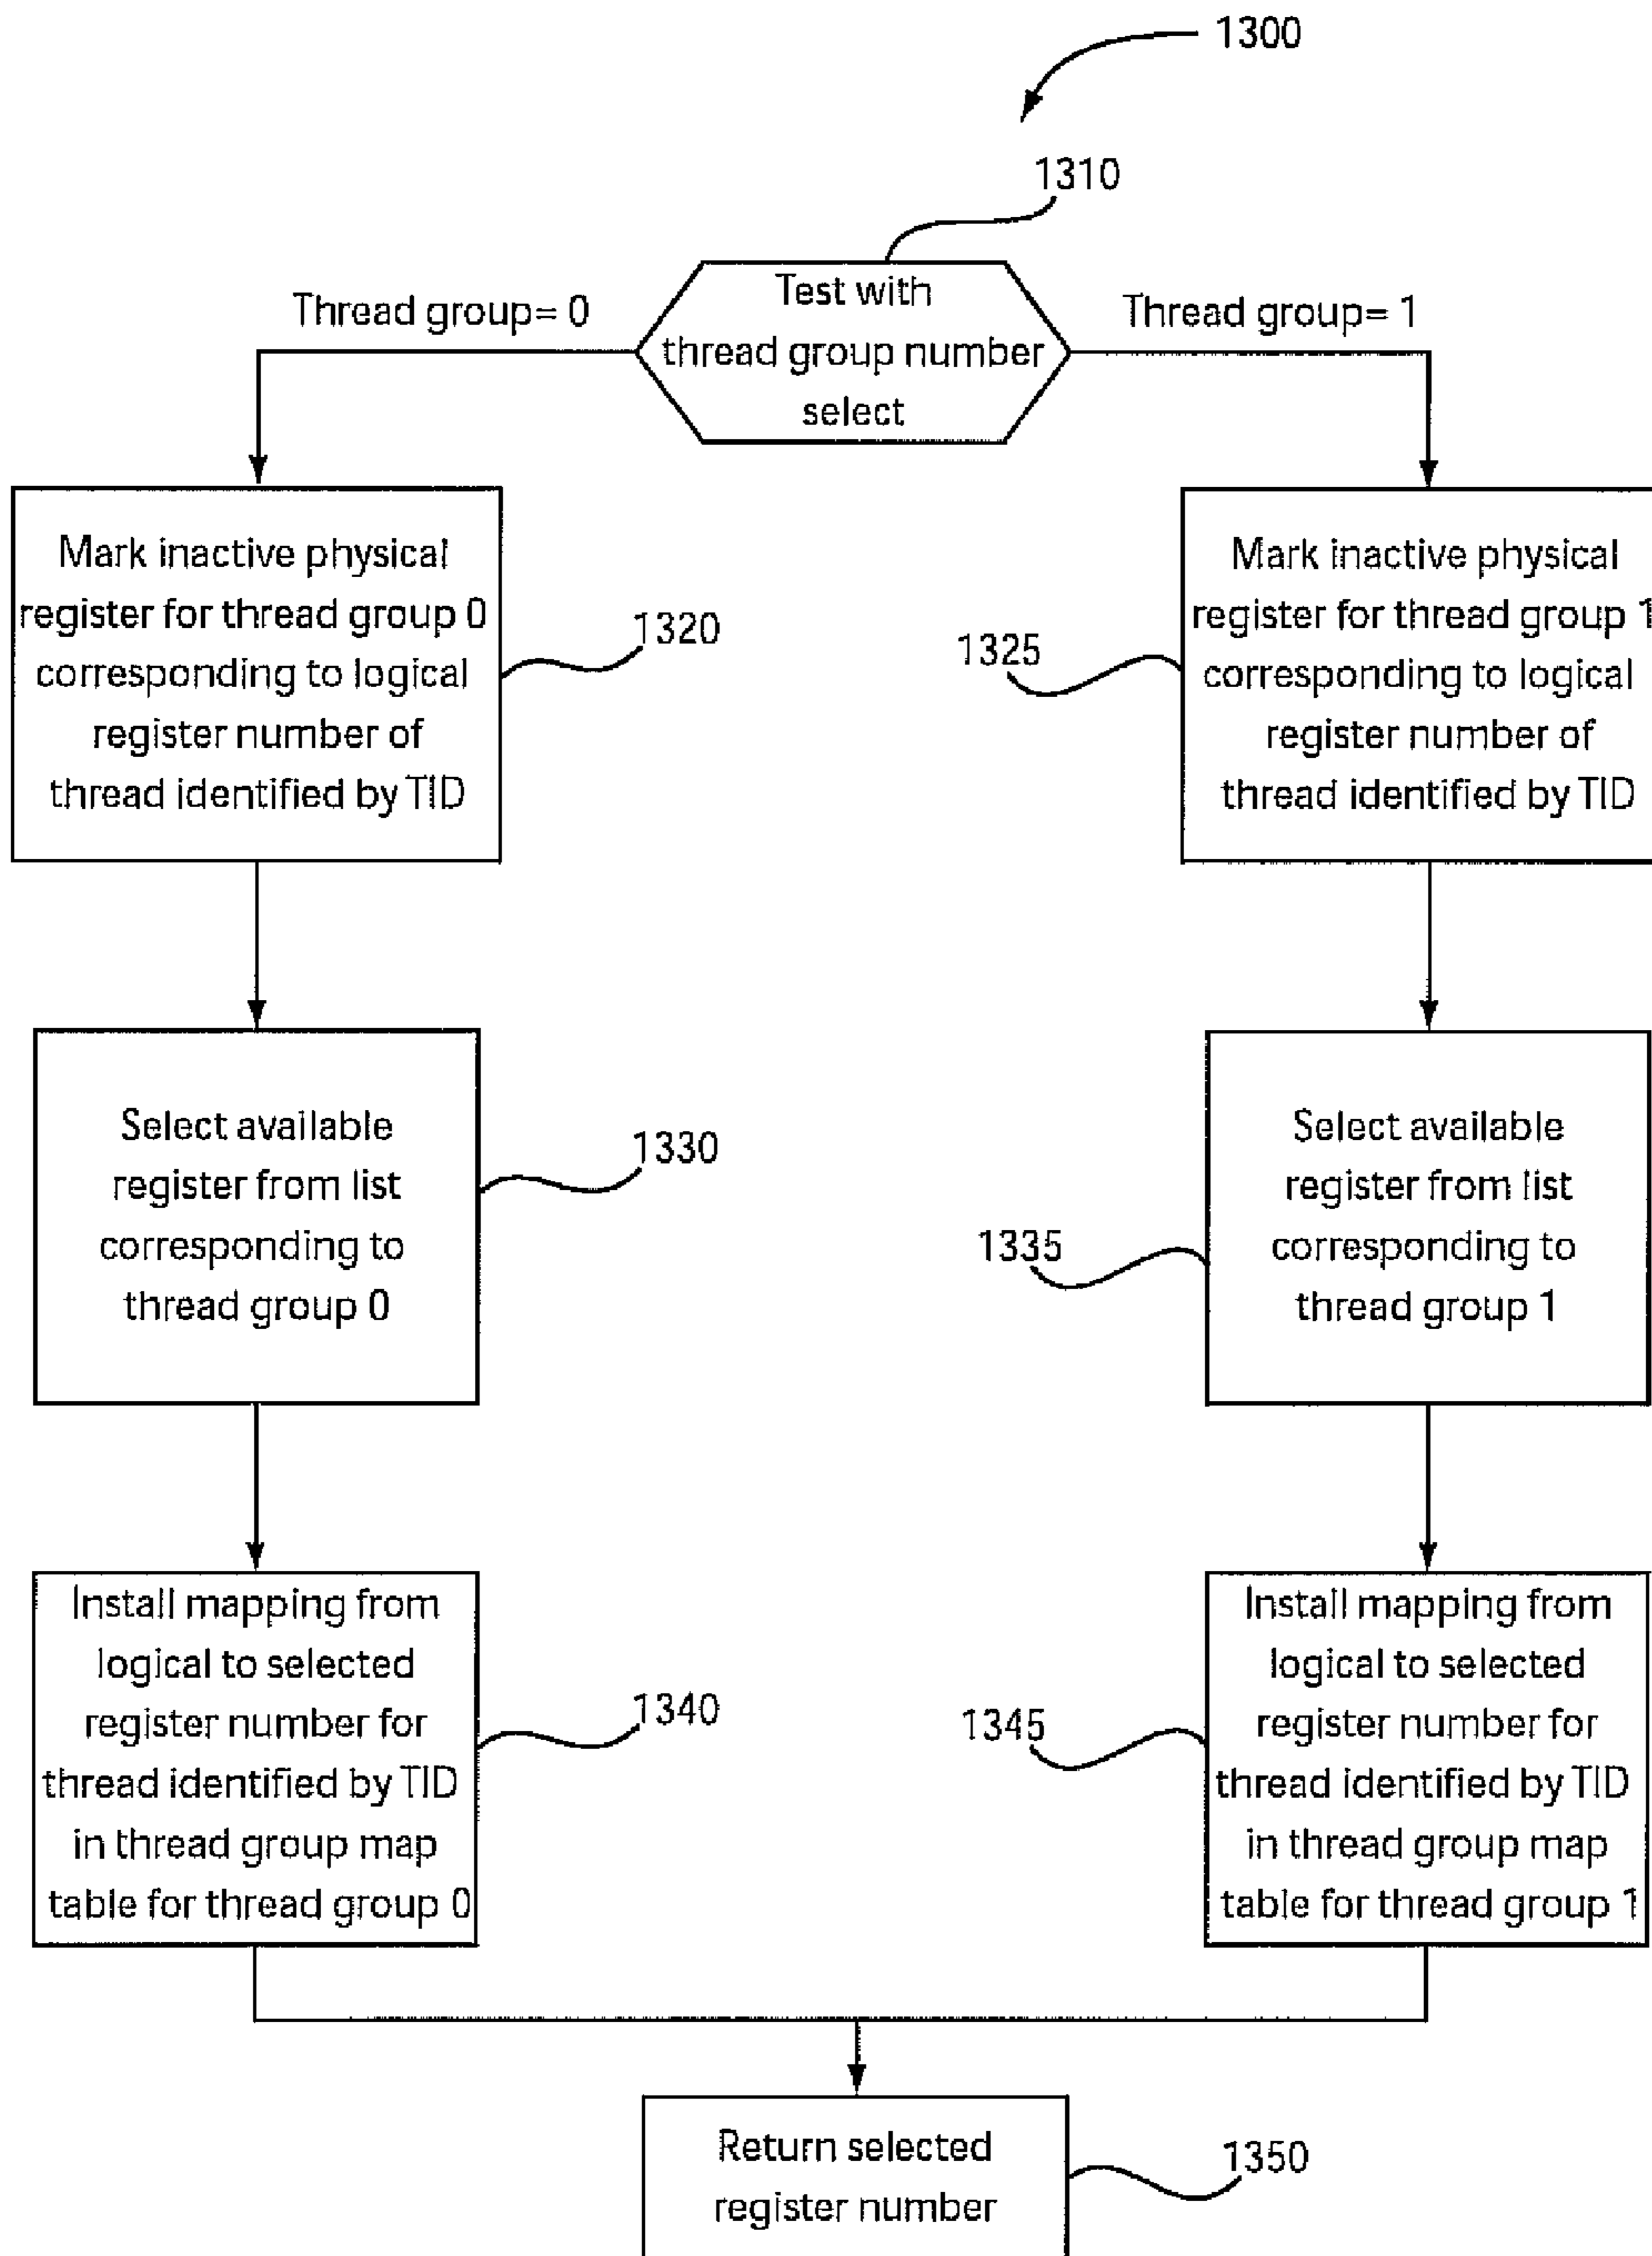 1300
1310
Thread group= 0
Test with
thread group number
select
Thread group= 1
Mark inactive physical
register for thread group 0
corresponding to logical
register number of
thread identified by TID
1320
1325
Mark inactive physical
register for thread group 1
corresponding to logical
register number of
thread identified by TID
Select available
register from list
corresponding to
thread group 0
1330
1335
Select available
register from list
corresponding to
thread group 1
Install mapping from
logical to selected
register number for
thread identified by TID
in thread group map
table for thread group 0
1340
1345
Install mapping from
logical to selected
register number for
thread identified by TID
in thread group map
table for thread group 1
Return selected
register number
1350